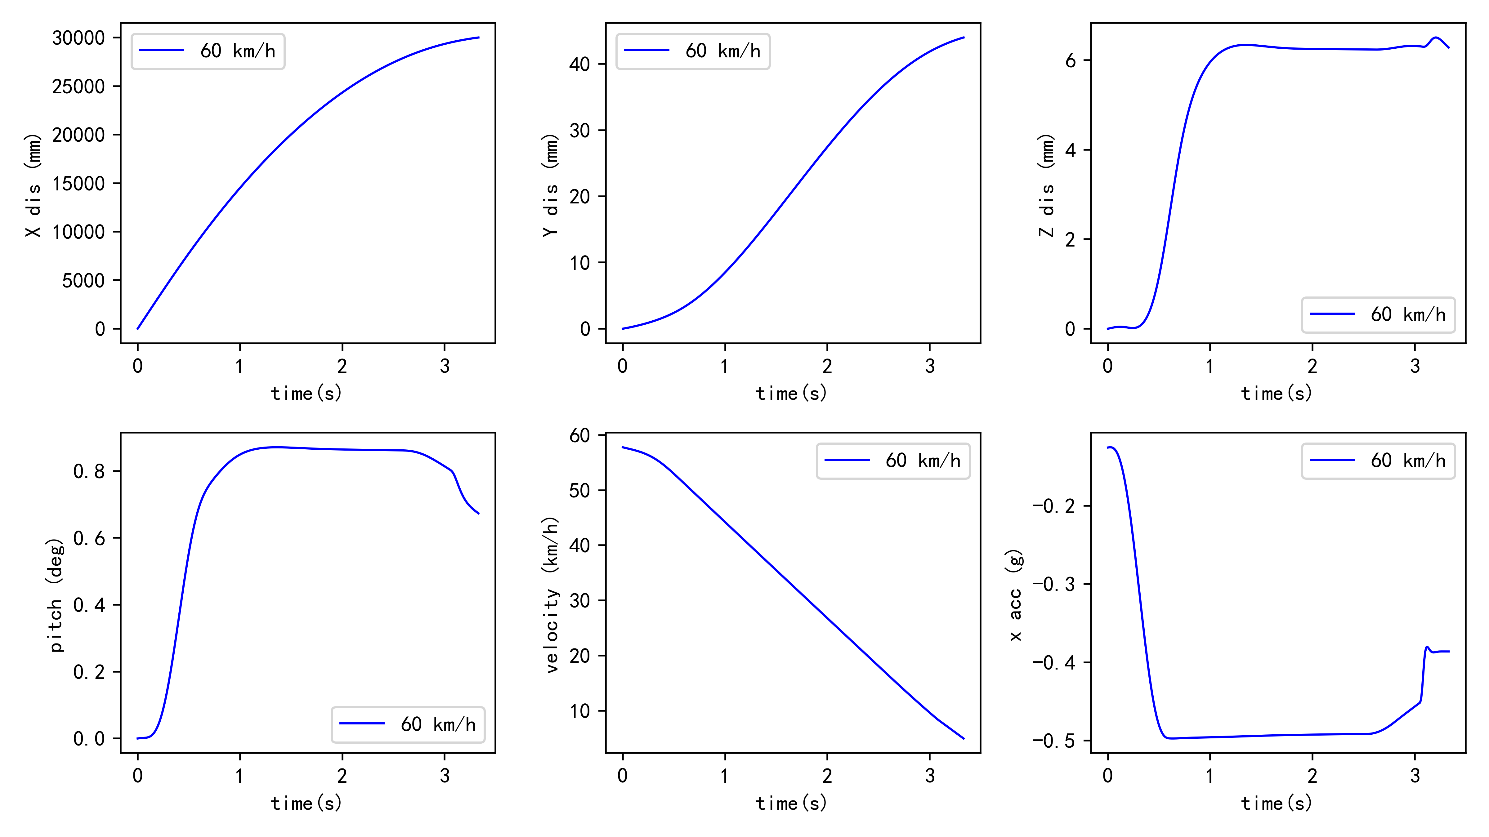 X dis (mm)
30000
25000
20000
15000
10000
5000
0
60 km/h
0 1 2 3
time(s)
Y dis (mm)
40
30
20
10
0
60 km/h
0 1 2 3
time(s)
Z dis (mm)
6
4
2
0
60 km/h
0 1 2 3
time(s)
pitch (deg)
0.8
0.6
0.4
0.2
0.0
60 km/h
0 1 2 3
time(s)
velocity (km/h)
60
50
40
30
20
10
60 km/h
0 1 2 3
time(s)
x acc (g)
−0.2
−0.3
−0.4
−0.5
60 km/h
0 1 2 3
time(s)